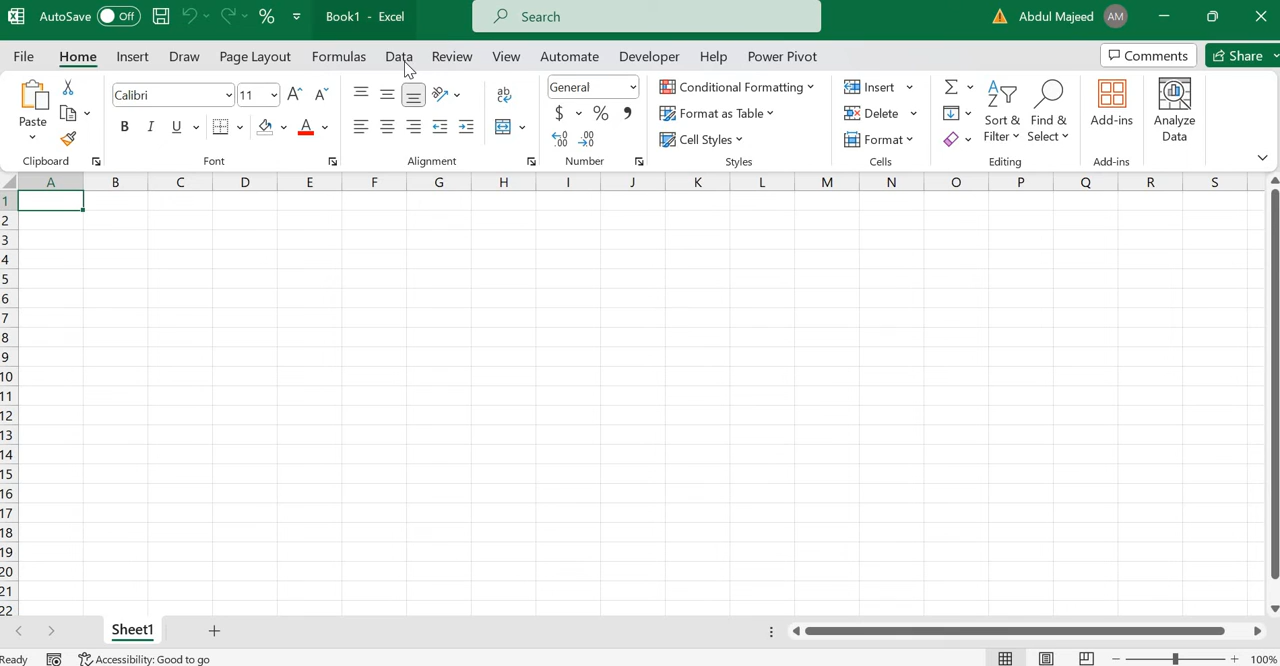 AutoSave Off Book1 - Excel Search Abdul Majeed AM
File Home Insert Draw Page Layout Formulas Data Review View Automate Developer Help Power Pivot Comments Share
Paste
Clipboard
Calibri 11
B I U A
Font
Alignment
General
$ % 9
Number
Conditional Formatting
Format as Table
Cell Styles
Styles
Insert
Delete
Format
Cells
Sort & Filter
Find & Select
Editing
Add-ins
Add-ins
Analyze Data
A B C D E F G H I J K L M N O P Q R S
1
2
3
4
5
6
7
8
9
10
11
12
13
14
15
16
17
18
19
20
21
22
Sheet1 +
Ready Accessibility: Good to go 100%